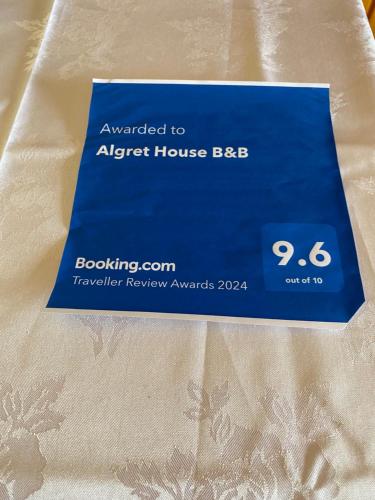 Awarded to
Algret House B&B
Booking.com
Traveller Review Awards 2024
9.6
out of 10